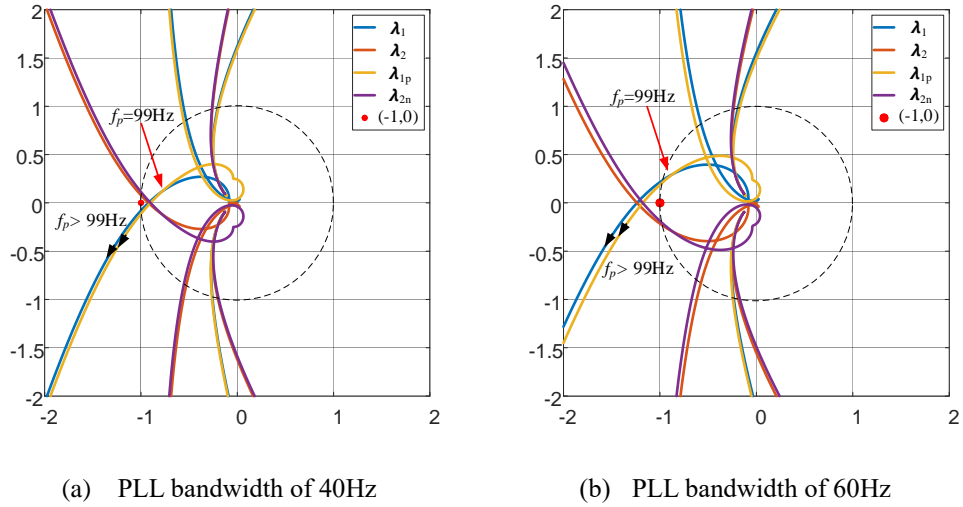 2
1.5
1
0.5
0
-0.5
-1
-1.5
-2
-2
-1
0
1
2
λ1
λ2
λ1p
λ2n
(-1,0)
fp=99Hz
fp> 99Hz
(a) PLL bandwidth of 40Hz
2
1.5
1
0.5
0
-0.5
-1
-1.5
-2
-2
-1
0
1
2
λ1
λ2
λ1p
λ2n
(-1,0)
fp=99Hz
fp> 99Hz
(b) PLL bandwidth of 60Hz